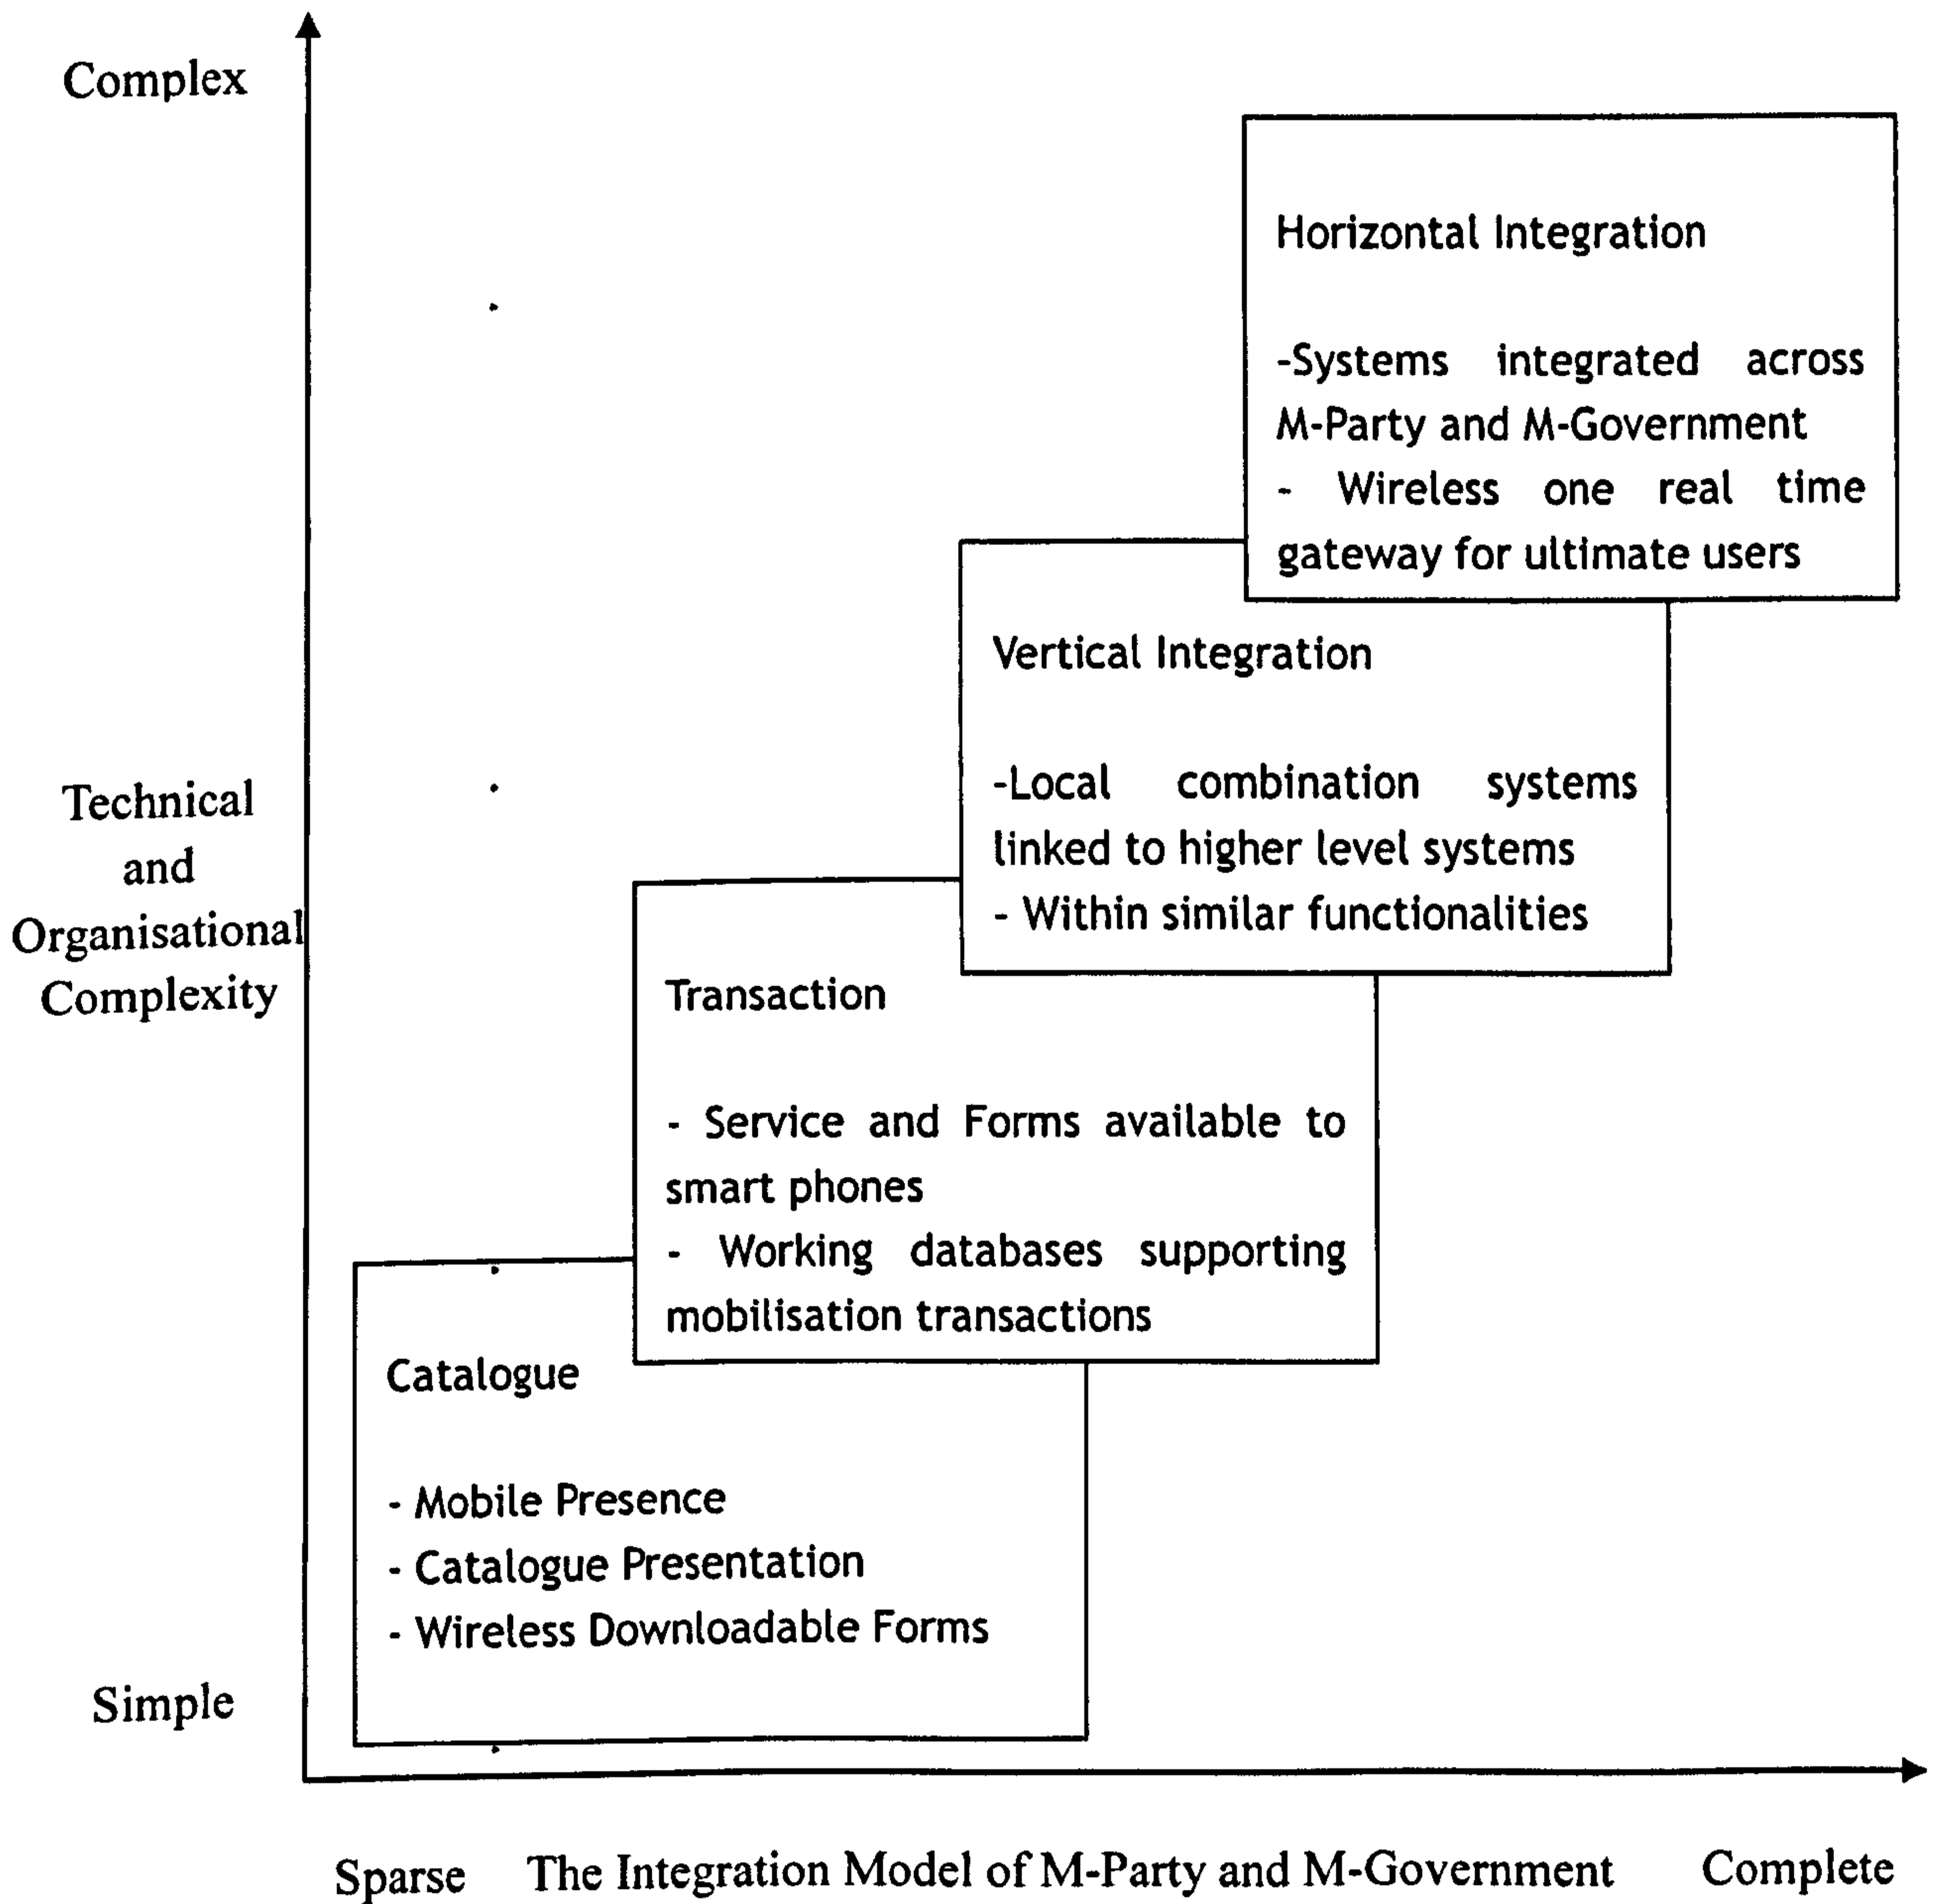 Complex
Horizontal Integration
-Systems integrated across
M-Party and M-Government
- Wireless one real time
gateway for ultimate users
Vertical Integration
-Local combination systems
linked to higher level systems
- Within similar functionalities
Technical
and
Organisational
Complexity
Transaction
- Service and Forms available to
smart phones
- Working databases supporting
mobilisation transactions
Catalogue
- Mobile Presence
- Catalogue Presentation
- Wireless Downloadable Forms
Simple
Sparse The Integration Model of M-Party and M-Government Complete